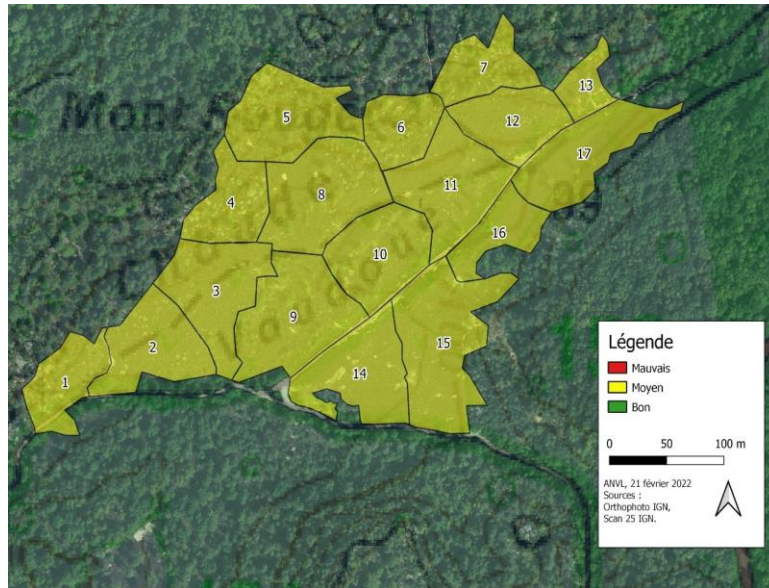 Mont
7
13
5
6
12
17
4
8
11
16
10
3
9
15
2
14
1
Légende
Mauvais
Moyen
Bon
0 50 100 m
ANVL, 21 février 2022
Sources :
Orthophoto IGN,
Scan 25 IGN.